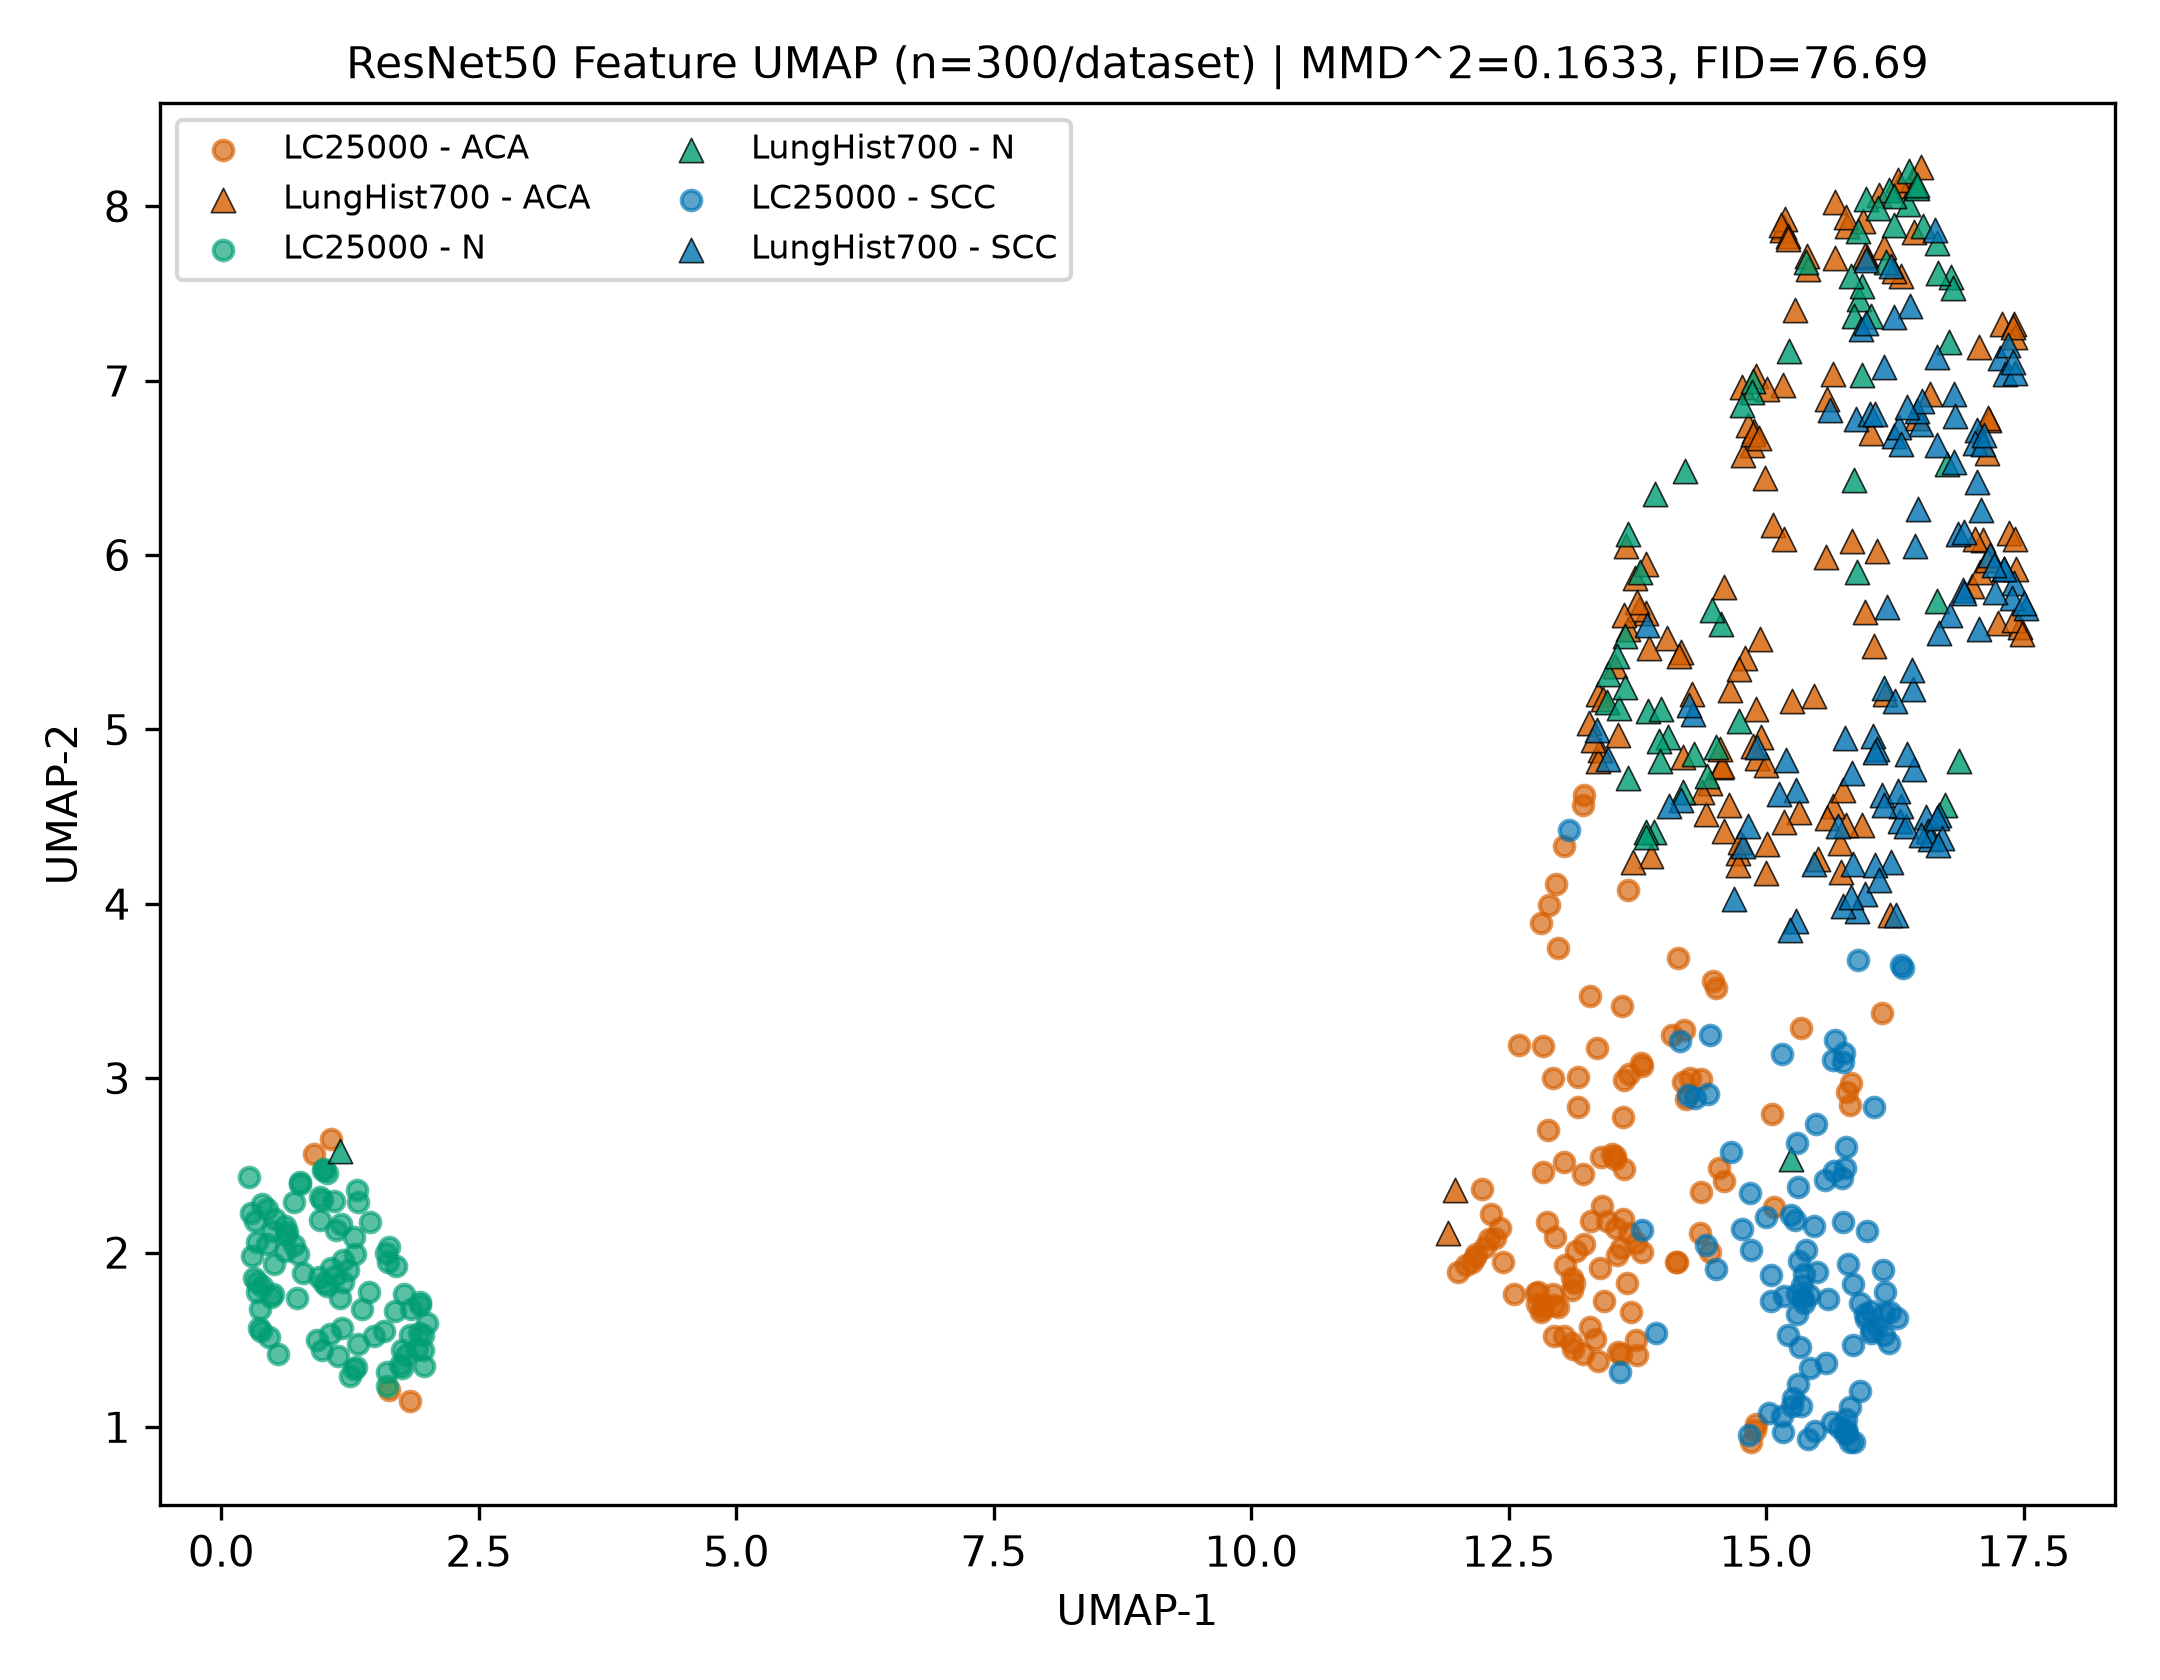 ResNet50 Feature UMAP (n=300/dataset) | MMD^2=0.1633, FID=76.69
LC25000 - ACA
LungHist700 - ACA
LC25000 - N
LungHist700 - N
LC25000 - SCC
LungHist700 - SCC
8
7
6
5
4
3
2
1
UMAP-2
0.0 2.5 5.0 7.5 10.0 12.5 15.0 17.5
UMAP-1